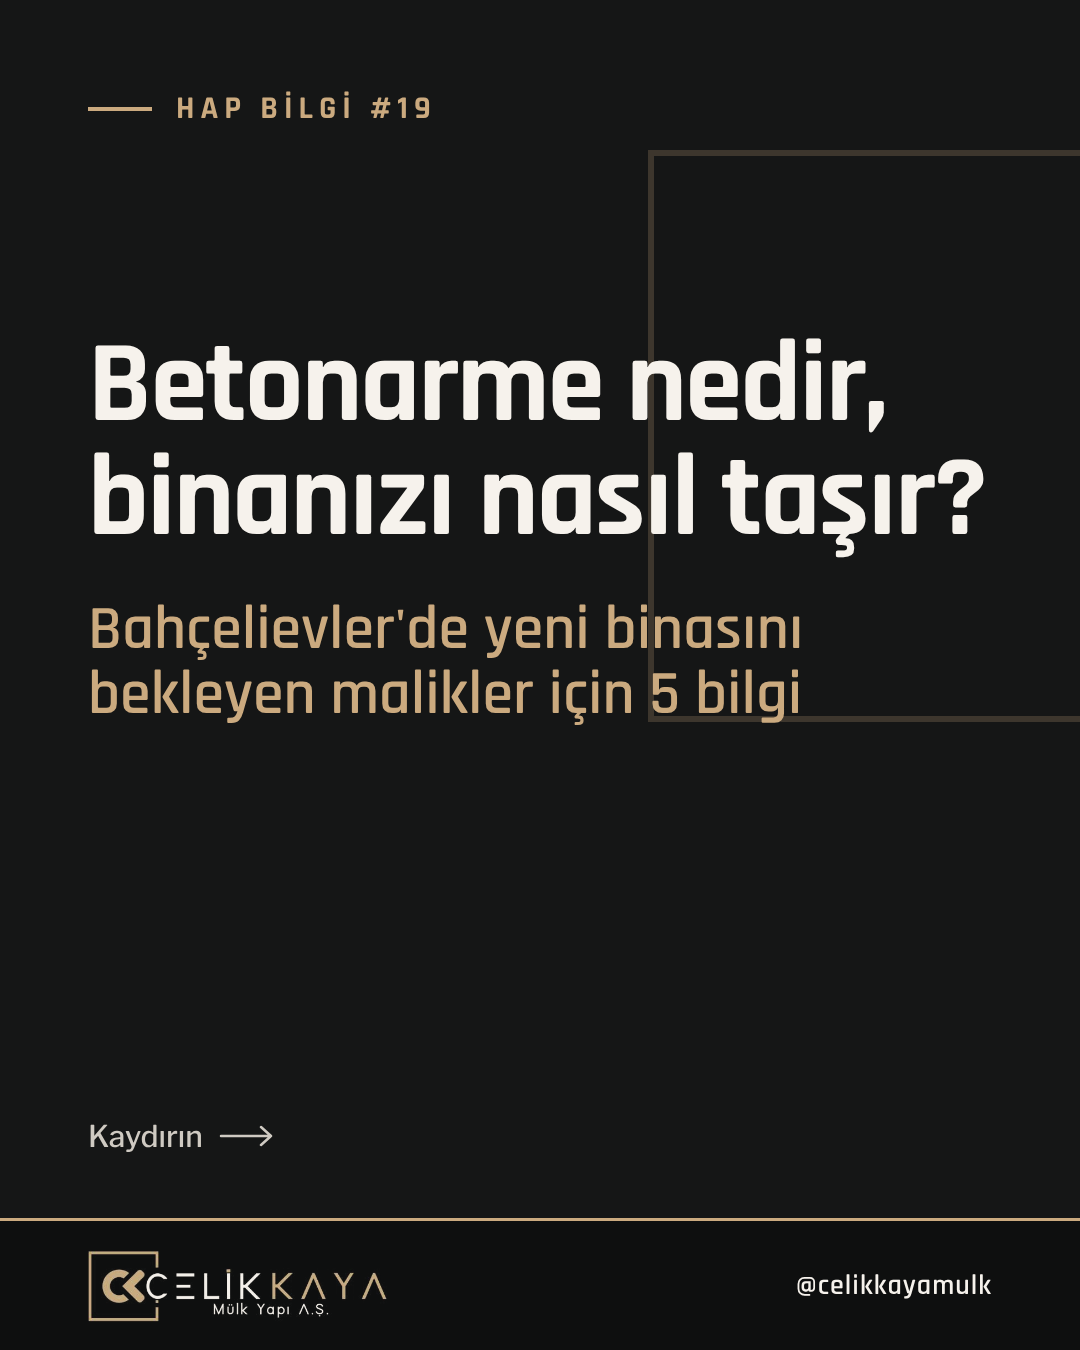 HAP BİLGİ #19
Betonarme nedir,
binanızı nasıl taşır?
Bahçelievler'de yeni binasını
bekleyen malikler için 5 bilgi
Kaydırın
ÇELİKKAYA
Mülk Yapı A.Ş.
@celikkayamulk